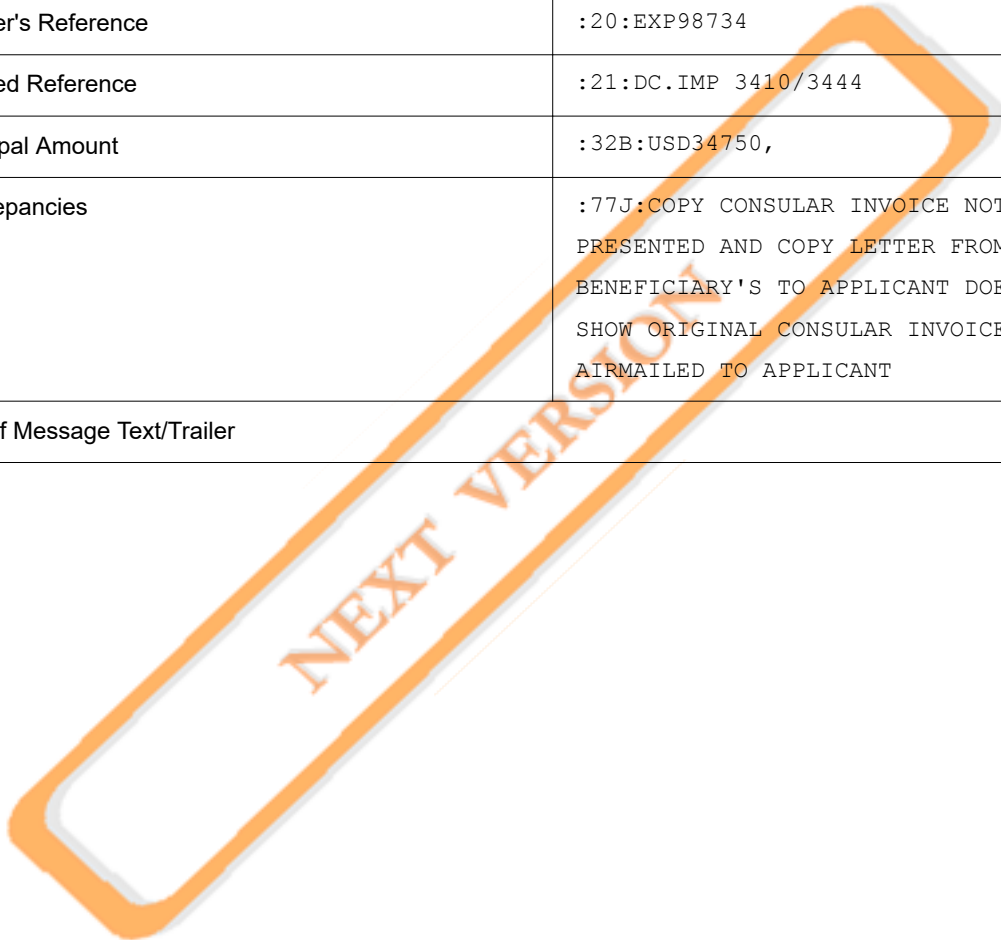 er's Reference :20:EXP98734
ed Reference :21:DC.IMP 3410/3444
pal Amount :32B:USD34750,
epancies :77J:COPY CONSULAR INVOICE NOT
PRESENTED AND COPY LETTER FROM
BENEFICIARY'S TO APPLICANT DOE
SHOW ORIGINAL CONSULAR INVOICE
AIRMAILED TO APPLICANT
f Message Text/Trailer
NEXT VERSION